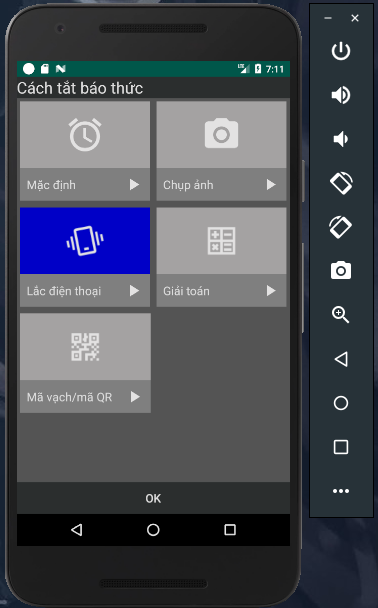 LTE 7:11
Cách tắt báo thức
Mặc định
Chụp ảnh
Lắc điện thoại
Giải toán
Mã vạch/mã QR
OK